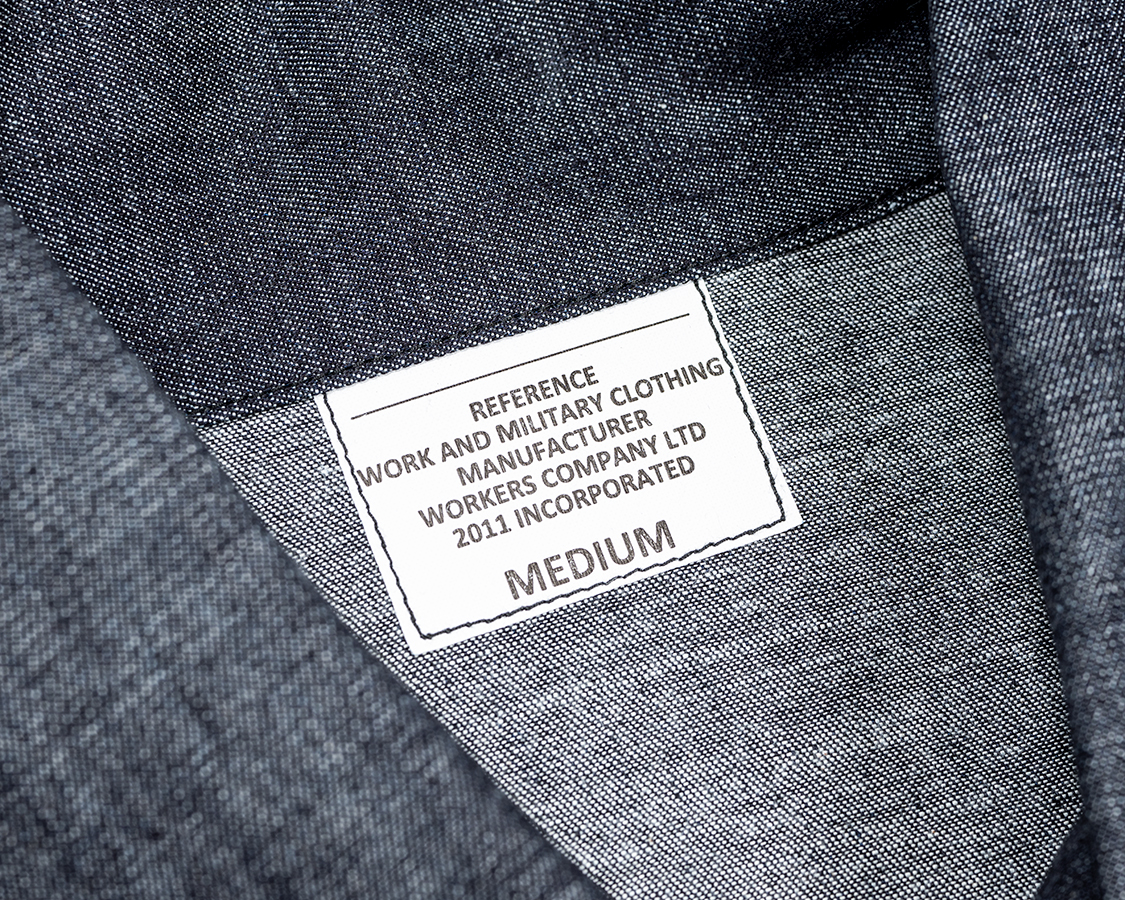 REFERENCE
WORK AND MILITARY CLOTHING
MANUFACTURER
WORKERS COMPANY LTD
2011 INCORPORATED
MEDIUM